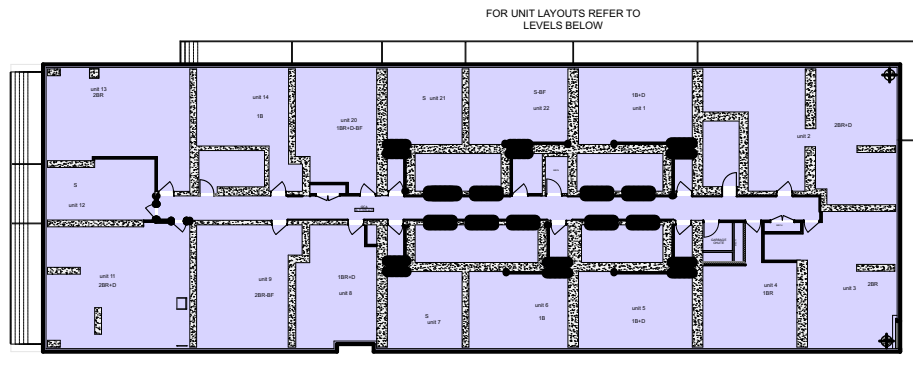 FOR UNIT LAYOUTS REFER TO
LEVELS BELOW
unit 13
2BR
unit 14
1B
unit 20
1BR+D-BF
S unit 21
S-BF
unit 22
1B+D
unit 1
unit 2
2BR+D
S
unit 12
unit 11
2BR+D
unit 9
2BR-BF
1BR+D
unit 8
S
unit 7
unit 6
1B
unit 5
1B+D
GARBAGE
unit 4
1BR
unit 3
2BR